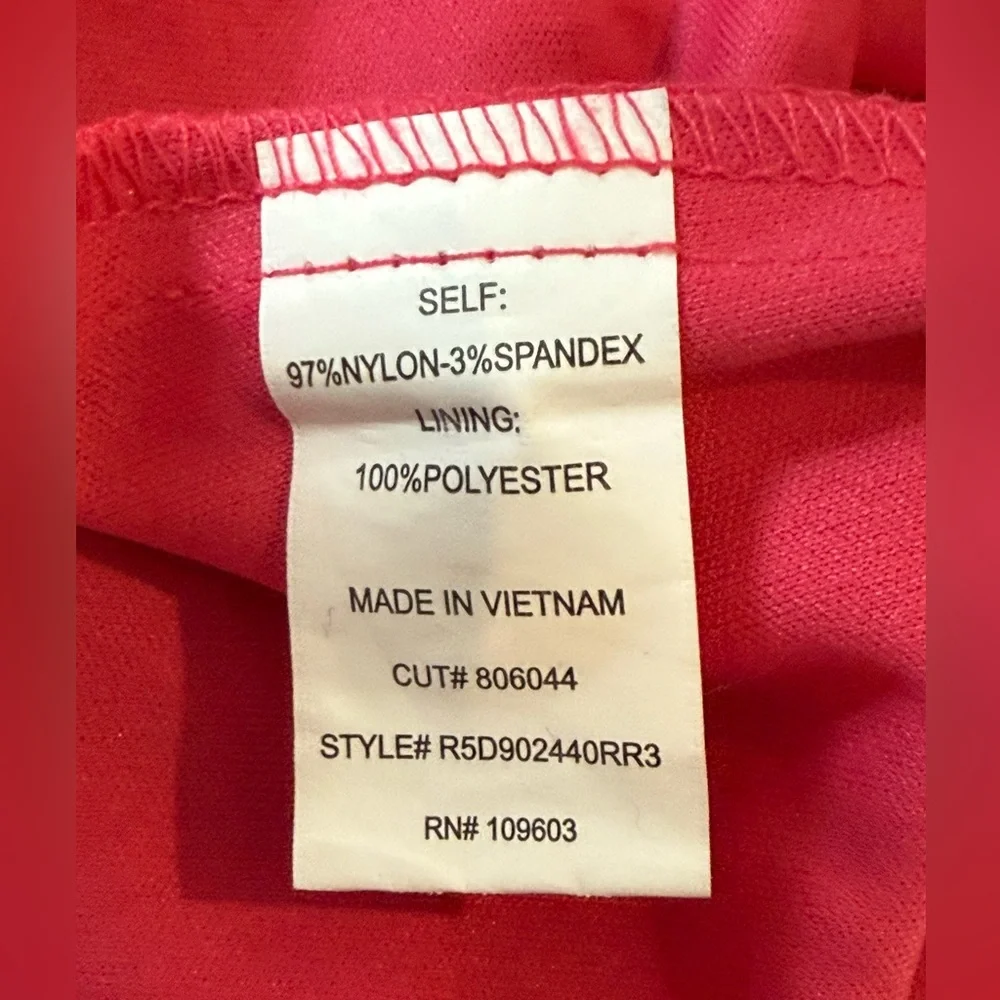 SELF:
97%NYLON-3%SPANDEX
LINING:
100%POLYESTER
MADE IN VIETNAM
CUT# 806044
STYLE# R5D902440RR3
RN# 109603